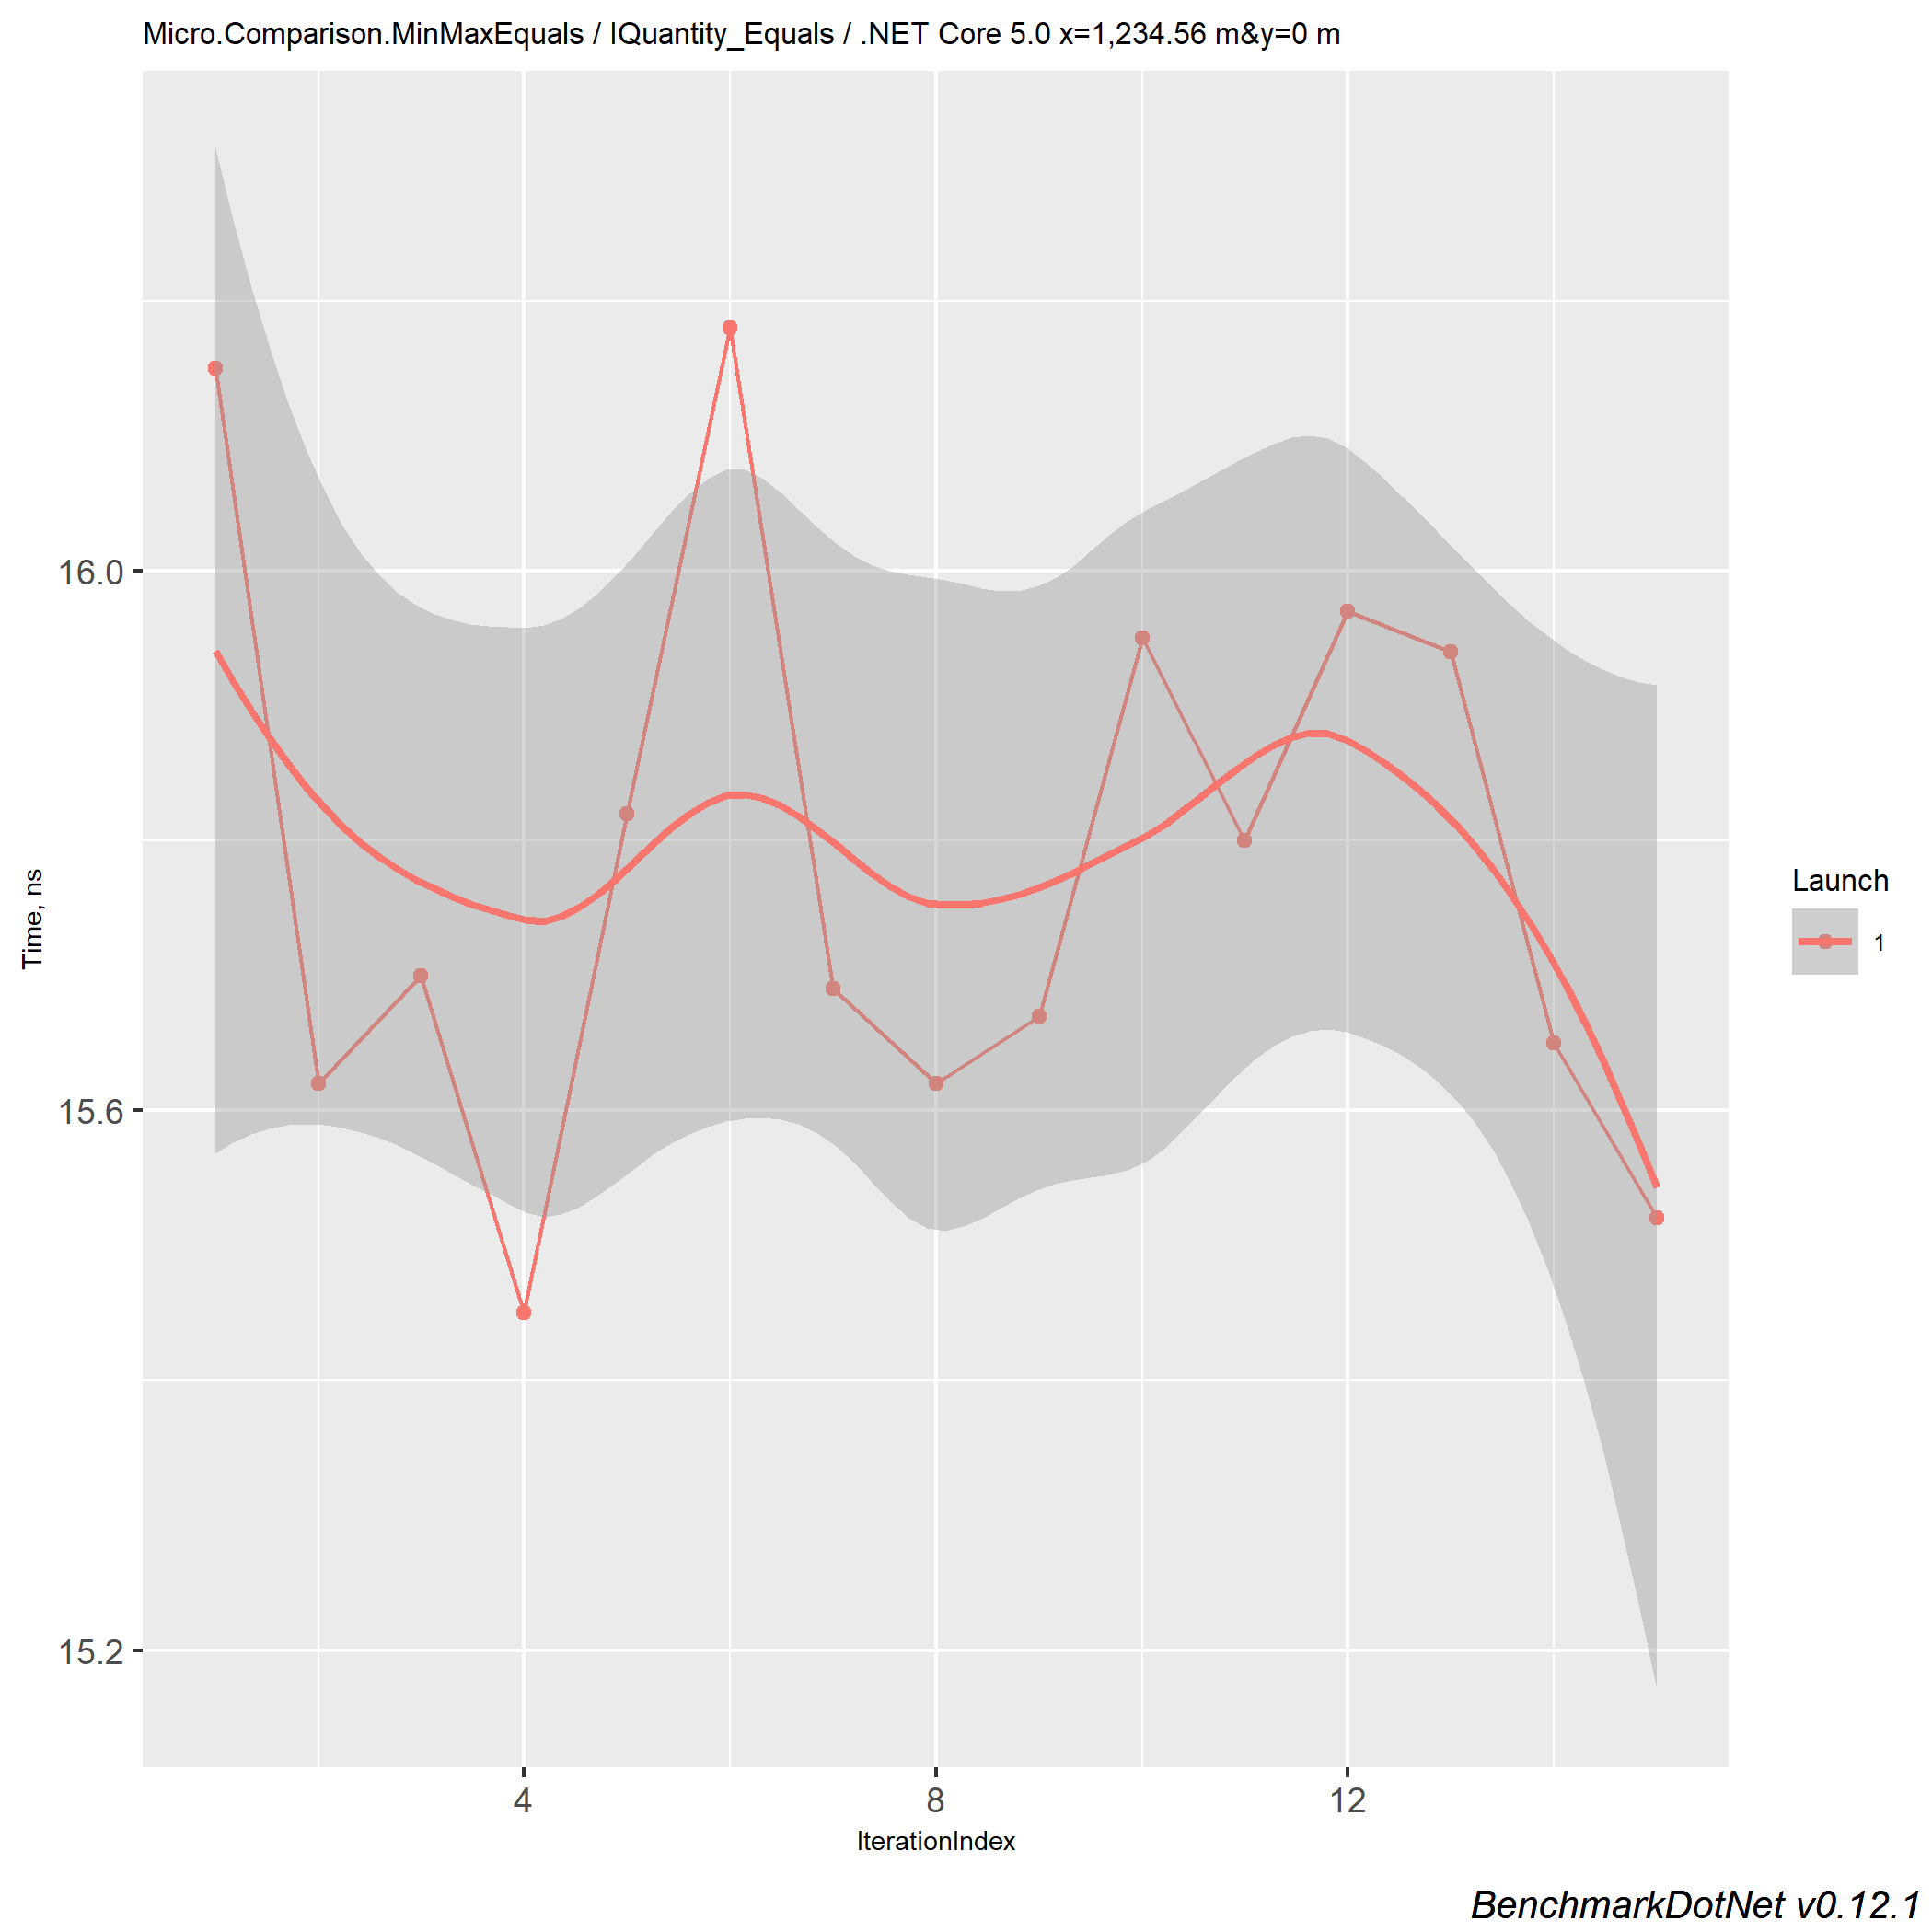 Micro.Comparison.MinMaxEquals / IQuantity_Equals / .NET Core 5.0 x=1,234.56 m&y=0 m
16.0
15.6
15.2
Time, ns
4 8 12
IterationIndex
Launch
1
BenchmarkDotNet v0.12.1